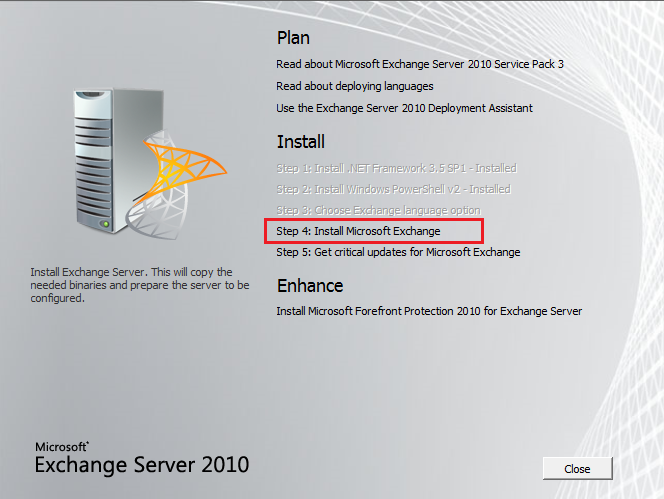 Plan
Read about Microsoft Exchange Server 2010 Service Pack 3
Read about deploying languages
Use the Exchange Server 2010 Deployment Assistant
Install
Step 1: Install .NET Framework 3.5 SP1 - Installed
Step 2: Install Windows PowerShell v2 - Installed
Step 3: Choose Exchange language option
Step 4: Install Microsoft Exchange
Step 5: Get critical updates for Microsoft Exchange
Enhance
Install Microsoft Forefront Protection 2010 for Exchange Server
Install Exchange Server. This will copy the
needed binaries and prepare the server to be
configured.
Microsoft
Exchange Server 2010
Close